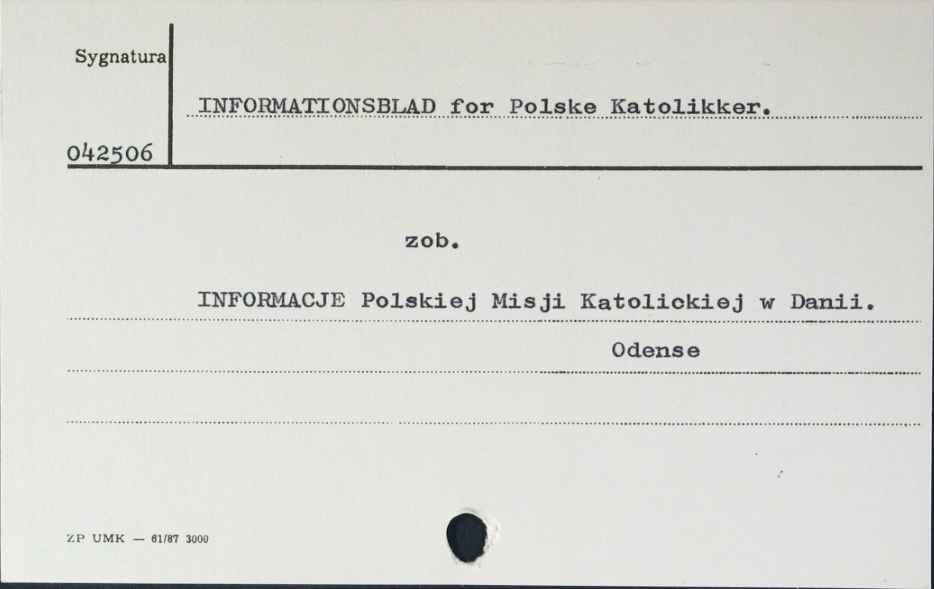 Sygnatura
INFORMATIONSBLAD for Polske Katolikker.
042506
zob.
INFORMACJE Polskiej Misji Katolickiej w Danii.
Odense
ZP UMK — 61/87 3000